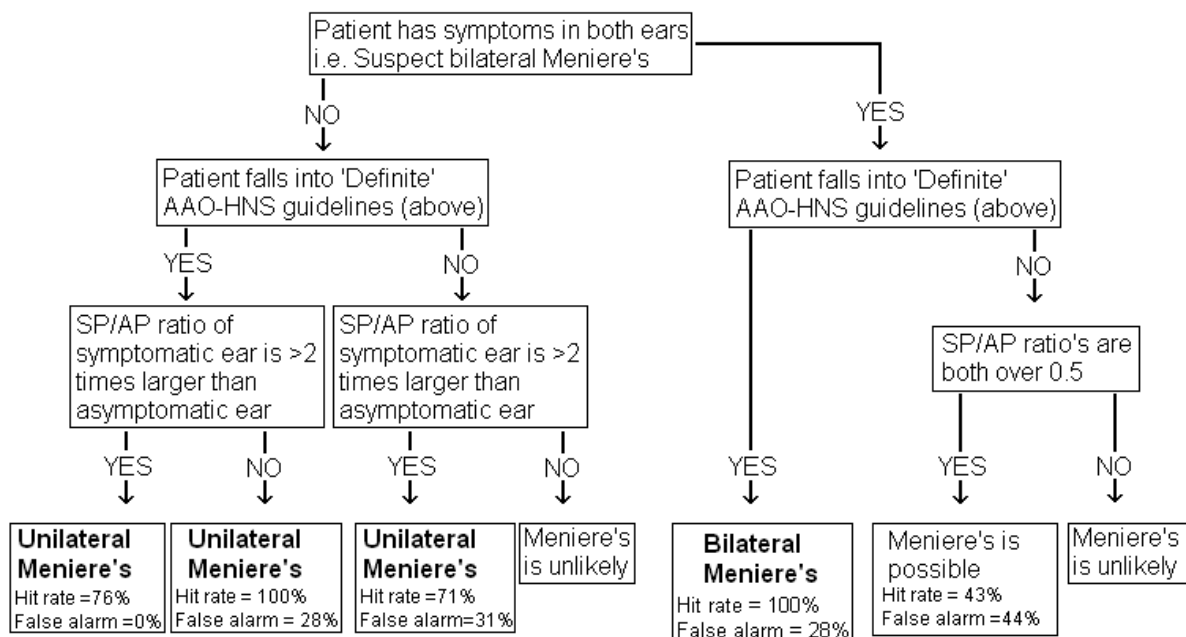 Patient has symptoms in both ears
i.e. Suspect bilateral Meniere's
NO
YES
Patient falls into 'Definite'
AAO-HNS guidelines (above)
Patient falls into 'Definite'
AAO-HNS guidelines (above)
YES
NO
NO
SP/AP ratio of
symptomatic ear is >2
times larger than
asymptomatic ear
SP/AP ratio of
symptomatic ear is >2
times larger than
asymptomatic ear
SP/AP ratio's are
both over 0.5
YES
NO
YES
NO
YES
YES
NO
Unilateral
Meniere's
Hit rate =76%
False alarm =0%
Unilateral
Meniere's
Hit rate = 100%
False alarm = 28%
Unilateral
Meniere's
Hit rate =71%
False alarm=31%
Meniere's
is unlikely
Bilateral
Meniere's
Hit rate = 100%
False alarm = 28%
Meniere's is
possible
Hit rate = 43%
False alarm =44%
Meniere's
is unlikely